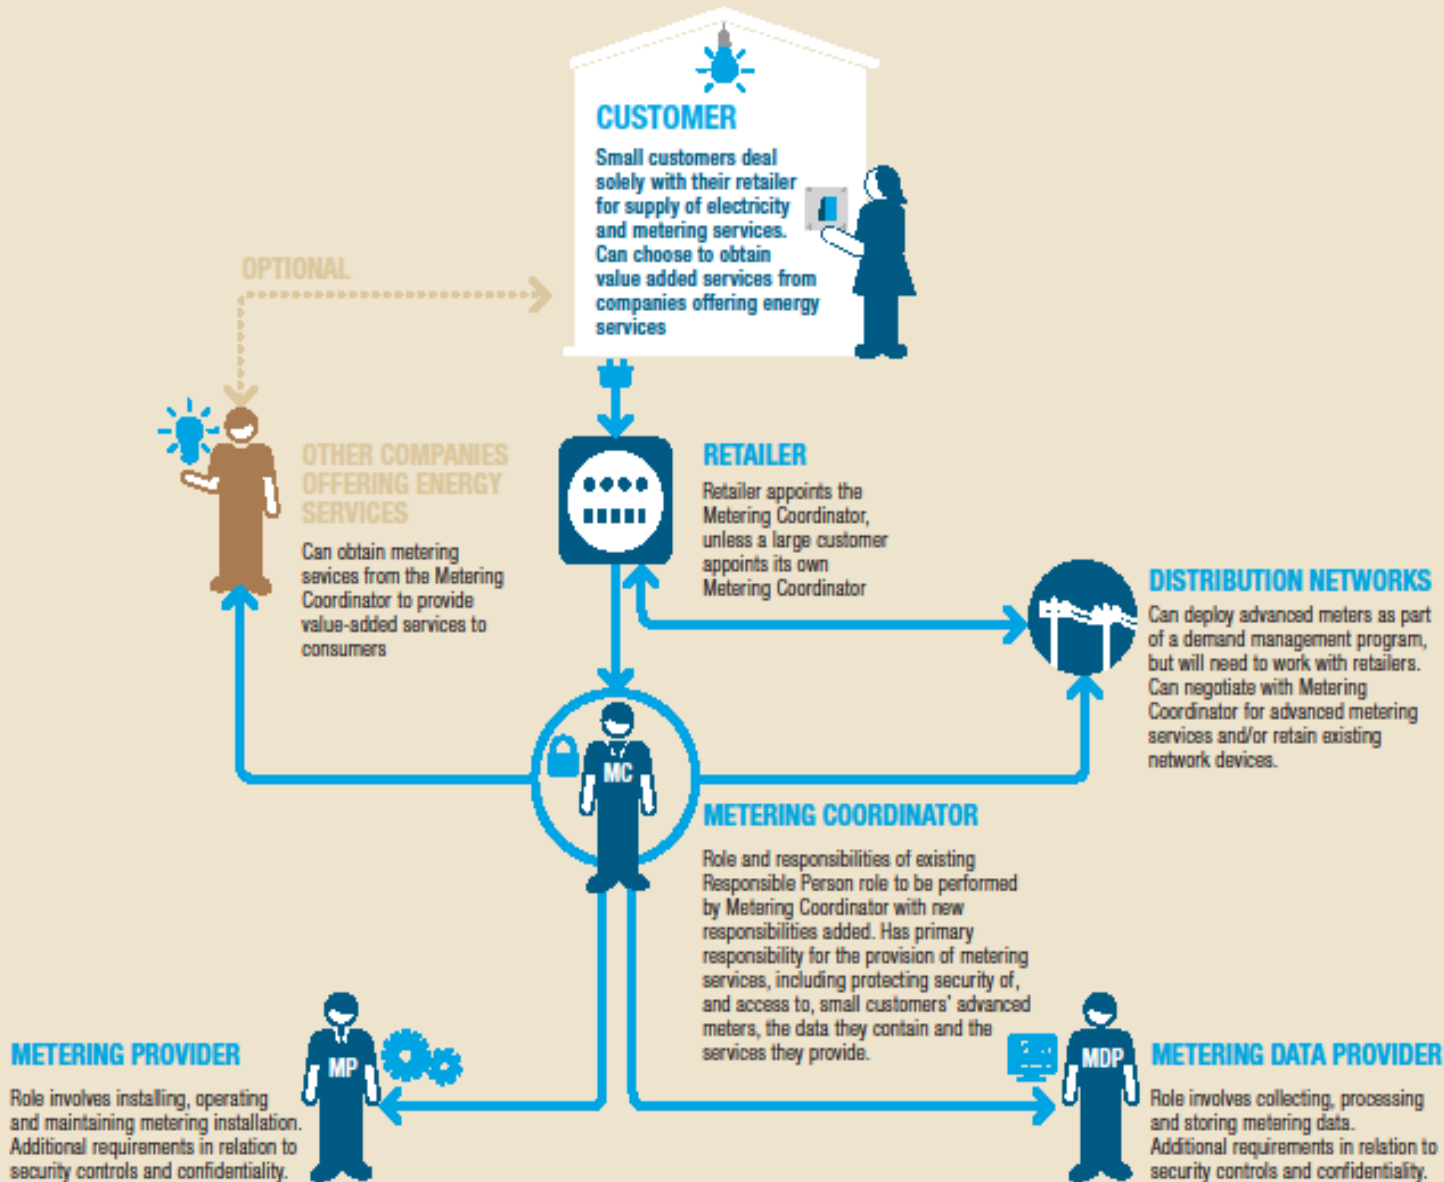 CUSTOMER
Small customers deal
solely with their retailer
for supply of electricity
and metering services.
Can choose to obtain
value added services from
companies offering energy
services
OPTIONAL
OTHER COMPANIES
OFFERING ENERGY
SERVICES
Can obtain metering
sevices from the Metering
Coordinator to provide
value-added services to
consumers
RETAILER
Retailer appoints the
Metering Coordinator,
unless a large customer
appoints its own
Metering Coordinator
DISTRIBUTION NETWORKS
Can deploy advanced meters as part
of a demand management program,
but will need to work with retailers.
Can negotiate with Metering
Coordinator for advanced metering
services and/or retain existing
network devices.
MC
METERING COORDINATOR
Role and responsibilities of existing
Responsible Person role to be performed
by Metering Coordinator with new
responsibilities added. Has primary
responsibility for the provision of metering
services, including protecting security of,
and access to, small customers' advanced
meters, the data they contain and the
services they provide.
METERING PROVIDER
MP
Role involves installing, operating
and maintaining metering installation.
Additional requirements in relation to
security controls and confidentiality.
MDP
METERING DATA PROVIDER
Role involves collecting, processing
and storing metering data.
Additional requirements in relation to
security controls and confidentiality.